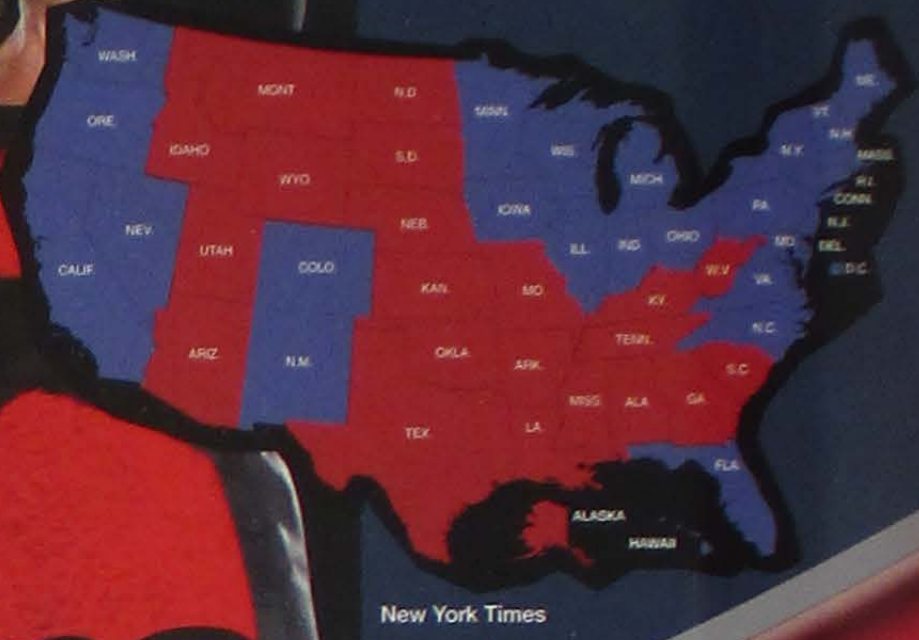 WASH.
ORE.
IDAHO
MONT
N.D.
S.D.
WYO.
NEB.
MINN.
WIS.
IOWA
MICH
ME.
VT.
N.H.
N.Y.
MASS.
R.I.
CONN.
N.J.
DEL.
D.C.
PA.
MD.
NEV.
UTAH
CALIF.
COLO.
KAN.
MO.
ILL.
IND.
OHIO
W.V.
VA.
KY.
N.C.
TENN.
ARIZ.
N.M.
OKLA.
ARK.
S.C.
MISS.
ALA
GA.
TEX.
LA.
FLA.
ALASKA
HAWAII
New York Times